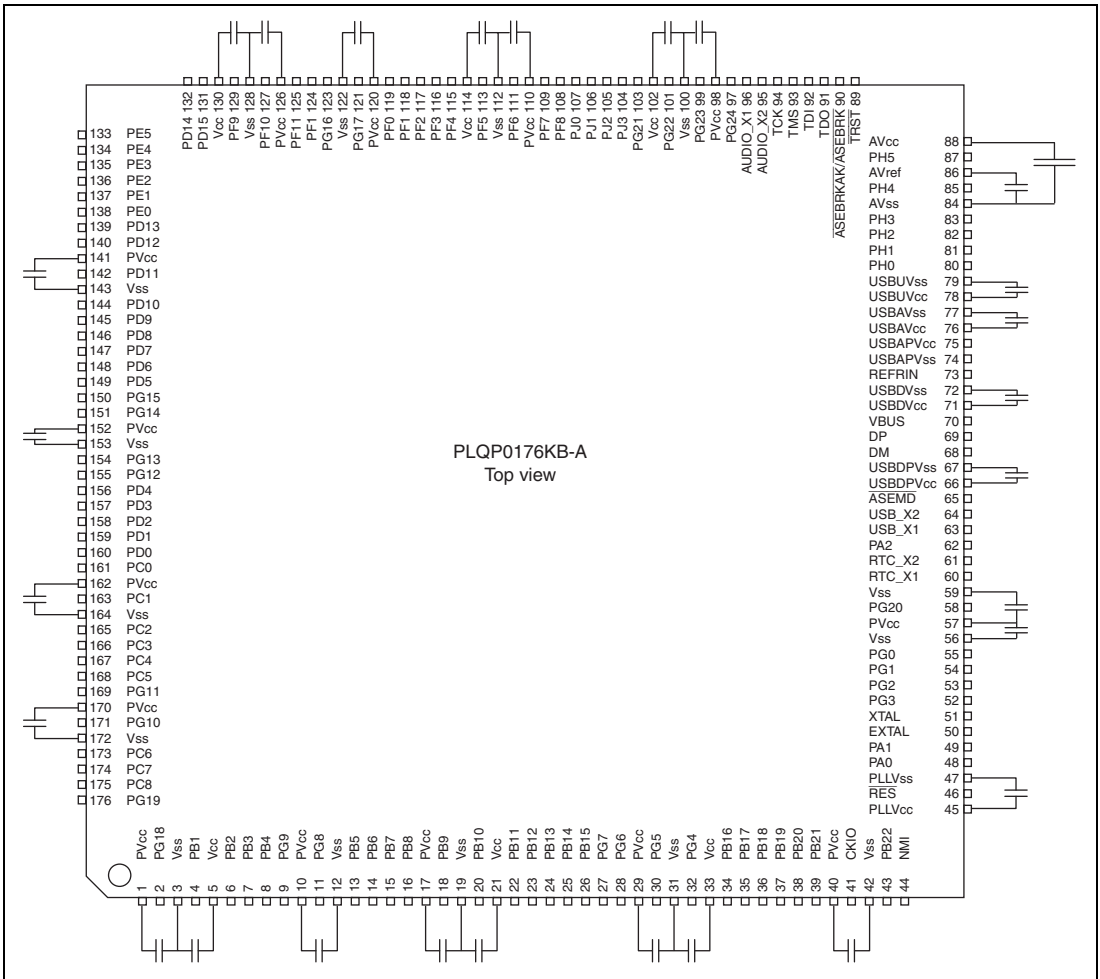 PD14 132
PD15 131
Vcc 130
PF9 129
Vss 128
PF10 127
PVcc 126
PF11 125
PF1 124
PG16 123
Vss 122
PG17 121
PVcc 120
PF0 119
PF1 118
PF2 117
PF3 116
PF4 115
Vcc 114
PF5 113
Vss 112
PF6 111
PVcc 110
PF7 109
PF8 108
PJ0 107
PJ1 106
PJ2 105
PJ3 104
PG21 103
Vcc 102
PG22 101
Vss 100
PG23 99
PVcc 98
PG24 97
AUDIO_X1 96
AUDIO_X2 95
TCK 94
TMS 93
TDI 92
TDO 91
ASEBRKAK/ASEBRK 90
TRST 89
133 PE5
134 PE4
135 PE3
136 PE2
137 PE1
138 PE0
139 PD13
140 PD12
141 PVcc
142 PD11
143 Vss
144 PD10
145 PD9
146 PD8
147 PD7
148 PD6
149 PD5
150 PG15
151 PG14
152 PVcc
153 Vss
154 PG13
155 PG12
156 PD4
157 PD3
158 PD2
159 PD1
160 PD0
161 PC0
162 PVcc
163 PC1
164 Vss
165 PC2
166 PC3
167 PC4
168 PC5
169 PG11
170 PVcc
171 PG10
172 Vss
173 PC6
174 PC7
175 PC8
176 PG19
PLQP0176KB-A
Top view
AVcc 88
PH5 87
AVref 86
PH4 85
AVss 84
PH3 83
PH2 82
PH1 81
PH0 80
USBUVss 79
USBUVcc 78
USBAVss 77
USBAVcc 76
USBAPVcc 75
USBAPVss 74
REFRIN 73
USBDVss 72
USBDVcc 71
VBUS 70
DP 69
DM 68
USBDPVss 67
USBDPVcc 66
ASEMD 65
USB_X2 64
USB_X1 63
PA2 62
RTC_X2 61
RTC_X1 60
Vss 59
PG20 58
PVcc 57
Vss 56
PG0 55
PG1 54
PG2 53
PG3 52
XTAL 51
EXTAL 50
PA1 49
PA0 48
PLLVss 47
RES 46
PLLVcc 45
PVcc 1
PG18 2
Vss 3
PB1 4
Vcc 5
PB2 6
PB3 7
PB4 8
PG9 9
PVcc 10
PG8 11
Vss 12
PB5 13
PB6 14
PB7 15
PB8 16
PVcc 17
PB9 18
Vss 19
PB10 20
Vcc 21
PB11 22
PB12 23
PB13 24
PB14 25
PB15 26
PG7 27
PG6 28
PVcc 29
PG5 30
Vss 31
PG4 32
Vcc 33
PB16 34
PB17 35
PB18 36
PB19 37
PB20 38
PB21 39
PVcc 40
CKIO 41
Vss 42
PB22 43
NMI 44